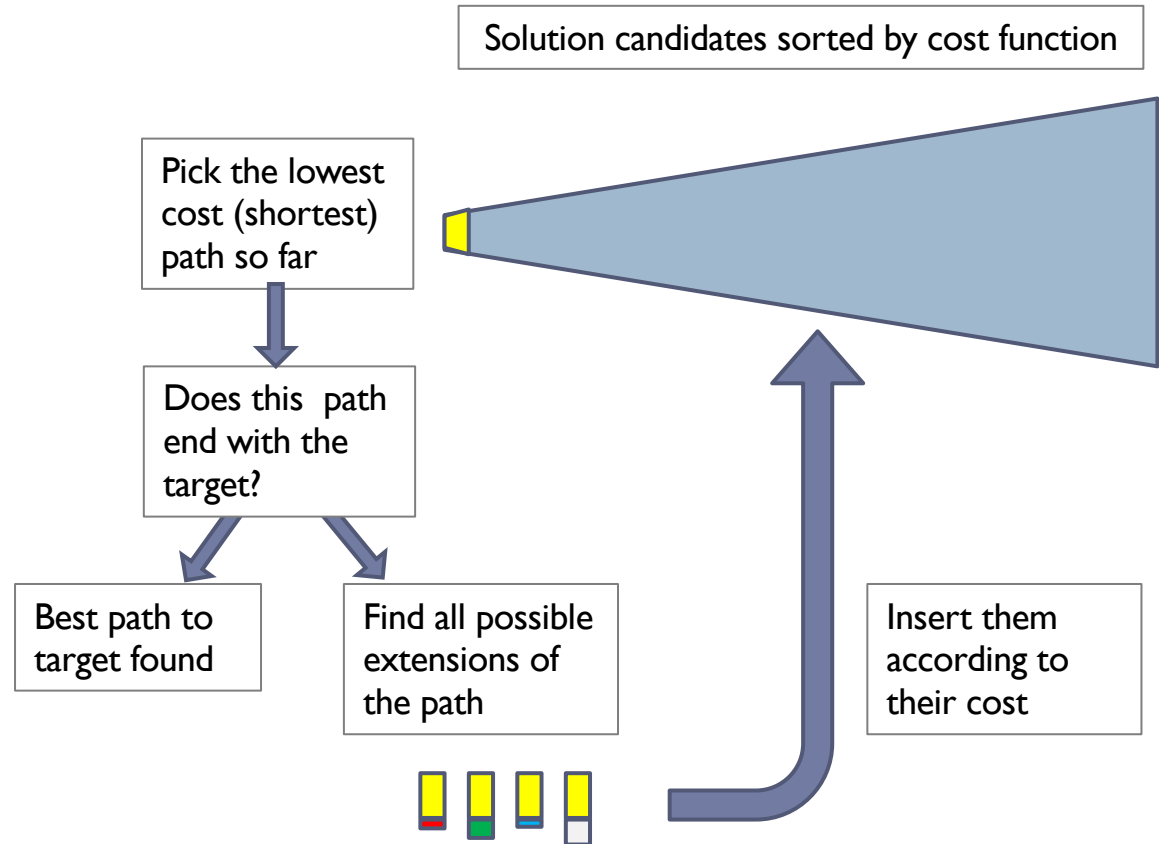 Solution candidates sorted by cost function
Pick the lowest
cost (shortest)
path so far
Does this path
end with the
target?
Best path to
target found
Find all possible
extensions of
the path
Insert them
according to
their cost